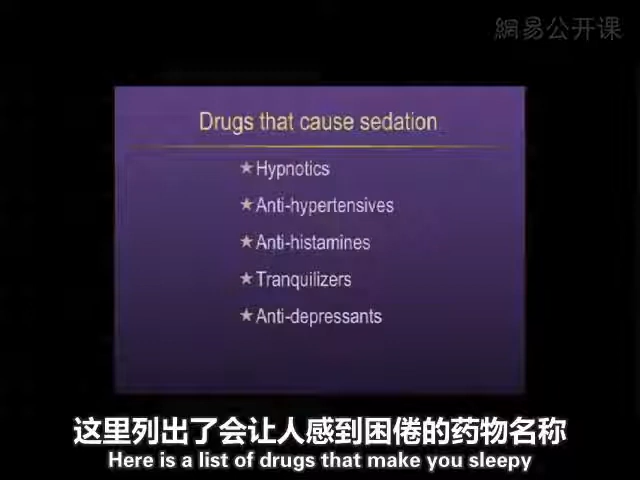 網易公开课
Drugs that cause sedation
★Hypnotics
★Anti-hypertensives
★Anti-histamines
★Tranquilizers
★Anti-depressants
这里列出了会让人感到困倦的药物名称
Here is a list of drugs that make you sleepy